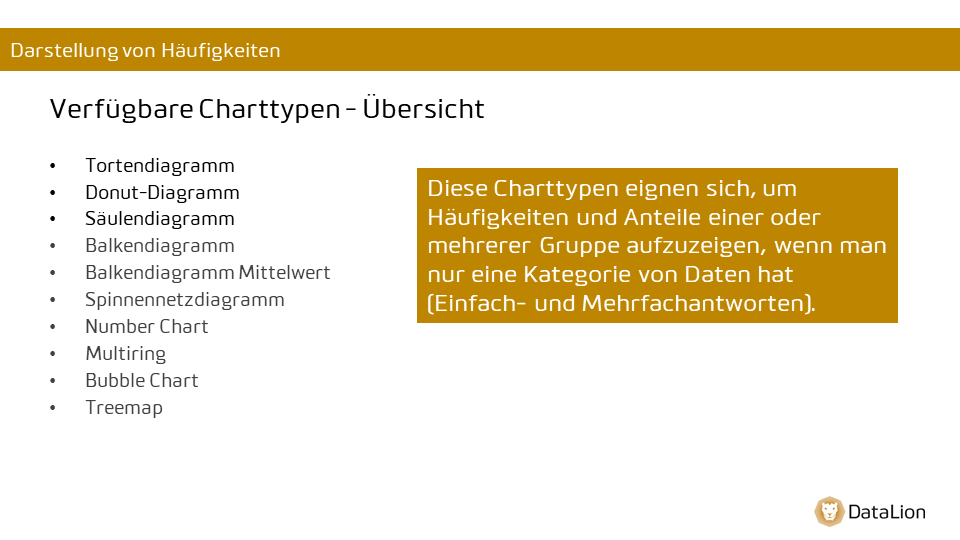 Darstellung von Häufigkeiten
Verfügbare Charttypen - Übersicht
• Tortendiagramm
• Donut-Diagramm
• Säulendiagramm
• Balkendiagramm
• Balkendiagramm Mittelwert
• Spinnennetzdiagramm
• Number Chart
• Multiring
• Bubble Chart
• Treemap
Diese Charttypen eignen sich, um
Häufigkeiten und Anteile einer oder
mehrerer Gruppe aufzuzeigen, wenn man
nur eine Kategorie von Daten hat
(Einfach- und Mehrfachantworten).
DataLion